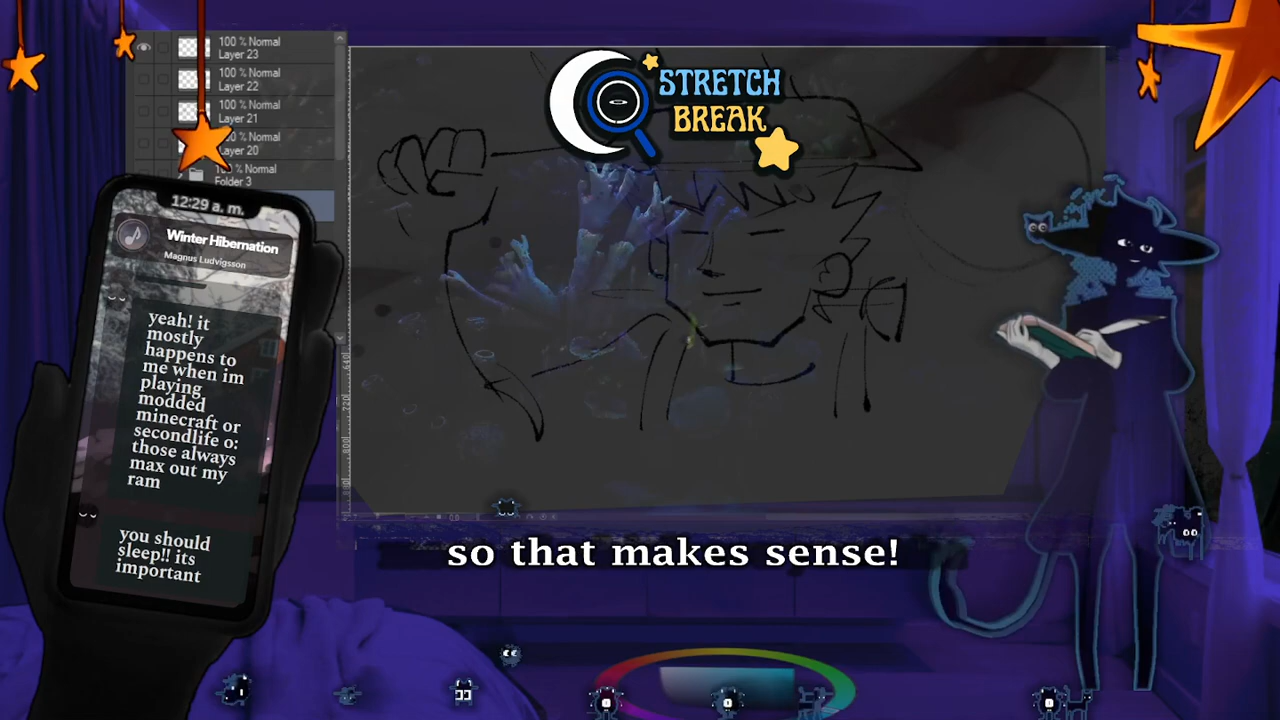 100 % Normal
Layer 23
100 % Normal
Layer 22
100 % Normal
Layer 21
% Normal
Layer 20
% Normal
Folder 3
STRETCH
BREAK
12:29 a. m.
Winter Hibernation
Magnus Ludvigsson
yeah! it
mostly
happens to
me when im
playing
modded
minecraft or
secondlife o:
those always
max out my
ram
you should
sleep!! its
important
so that makes sense!